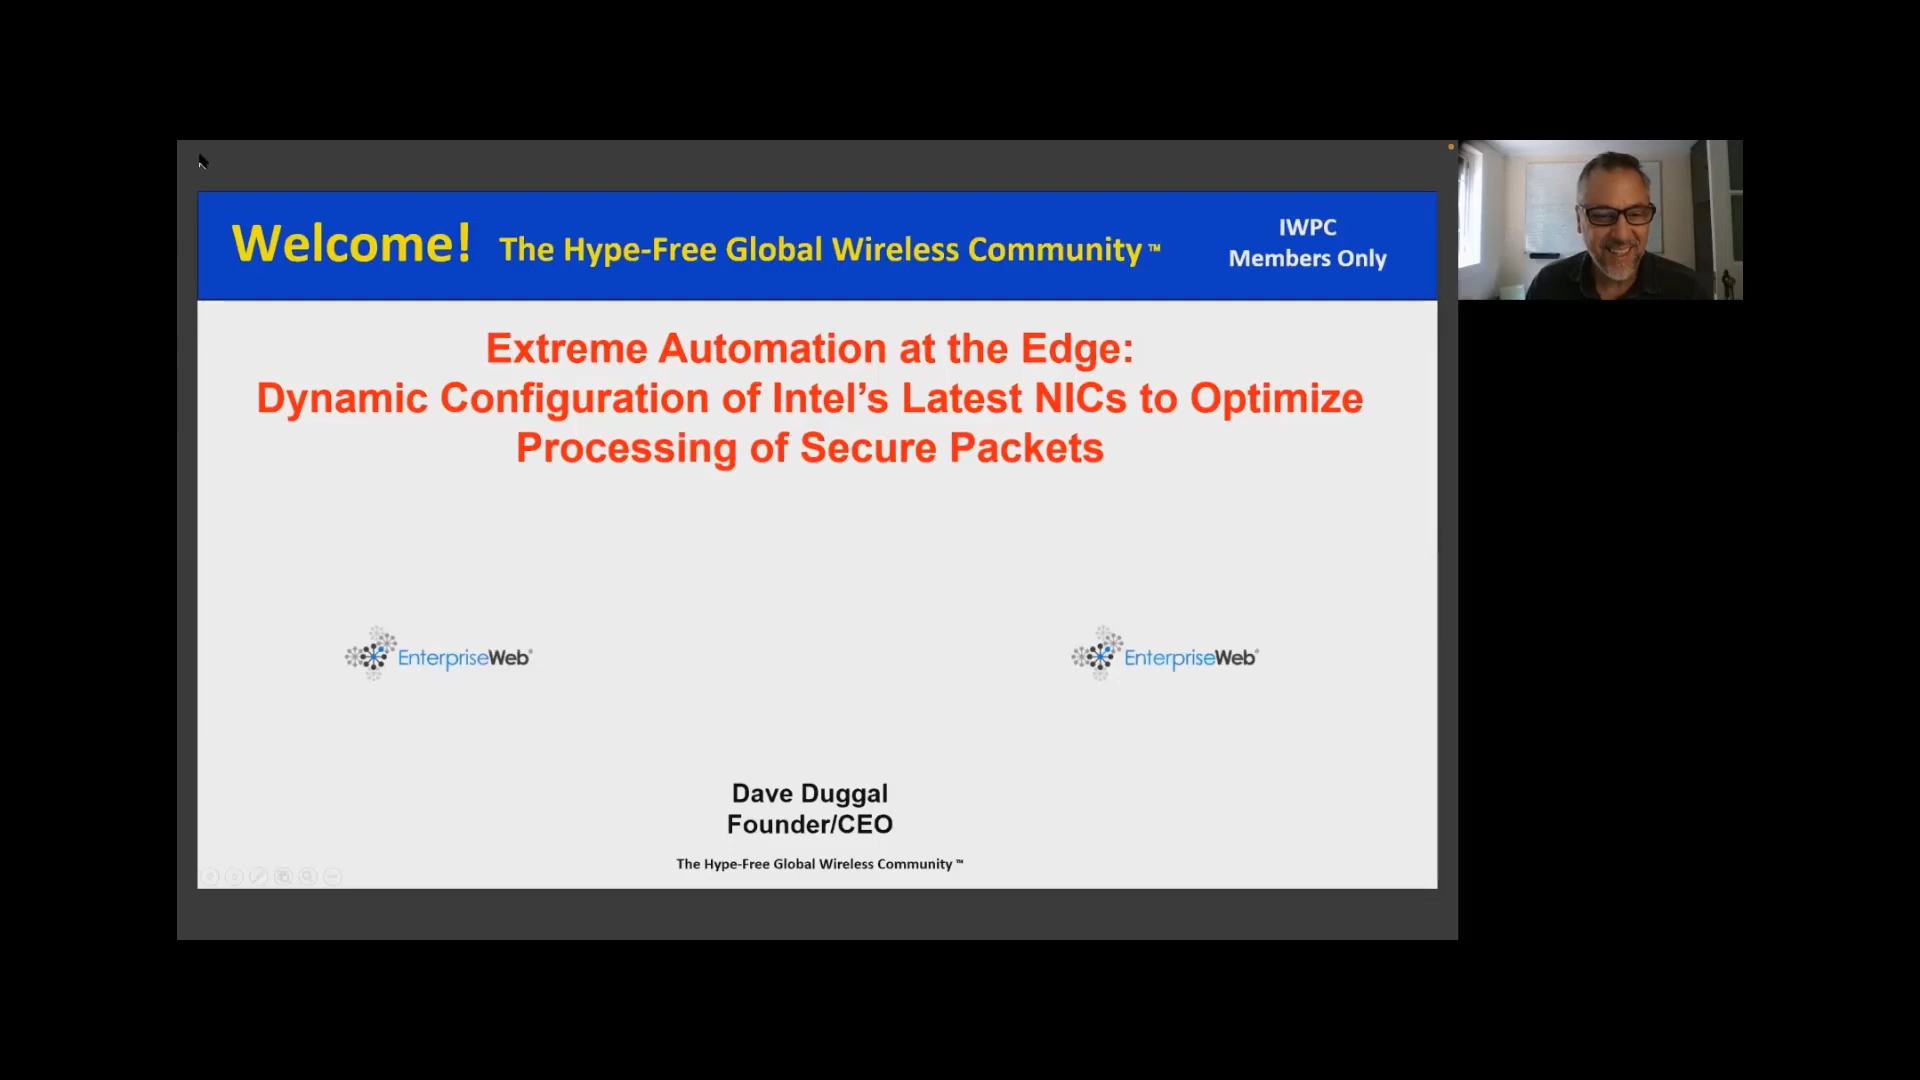 Welcome! The Hype-Free Global Wireless Community™
IWPC
Members Only
Extreme Automation at the Edge:
Dynamic Configuration of Intel’s Latest NICs to Optimize
Processing of Secure Packets
EnterpriseWeb®
EnterpriseWeb®
Dave Duggal
Founder/CEO
The Hype-Free Global Wireless Community™